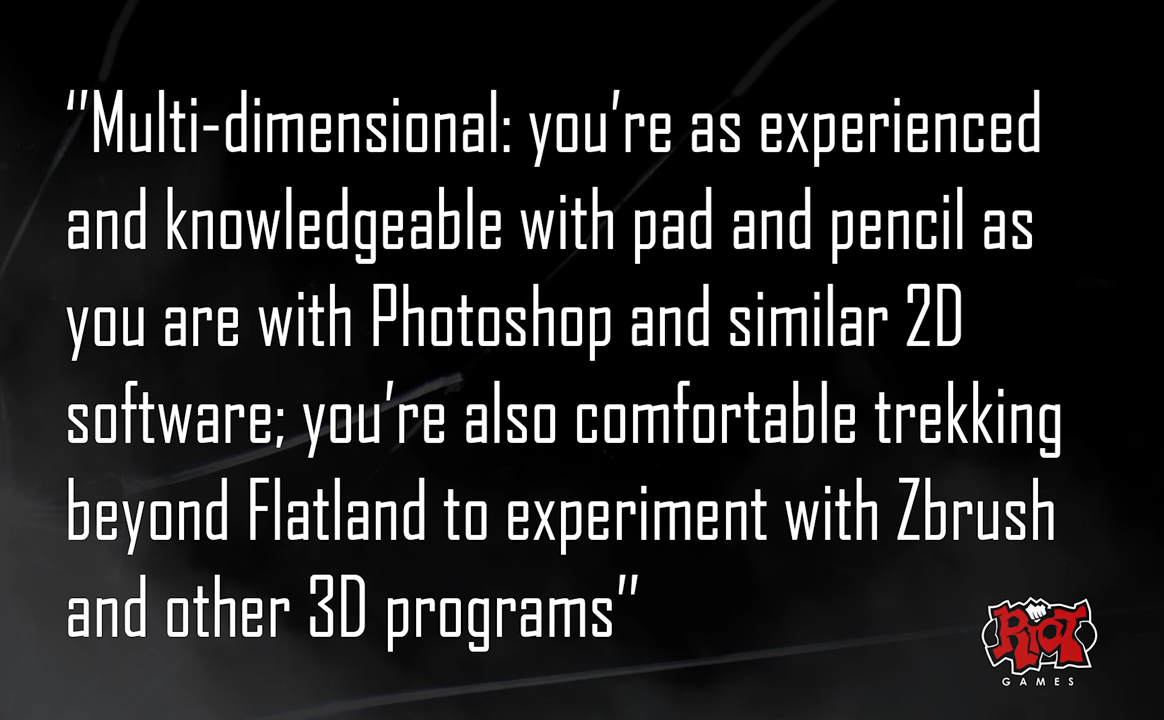 "Multi-dimensional: you're as experienced
and knowledgeable with pad and pencil as
you are with Photoshop and similar 2D
software; you're also comfortable trekking
beyond Flatland to experiment with Zbrush
and other 3D programs"
RIOT
GAMES